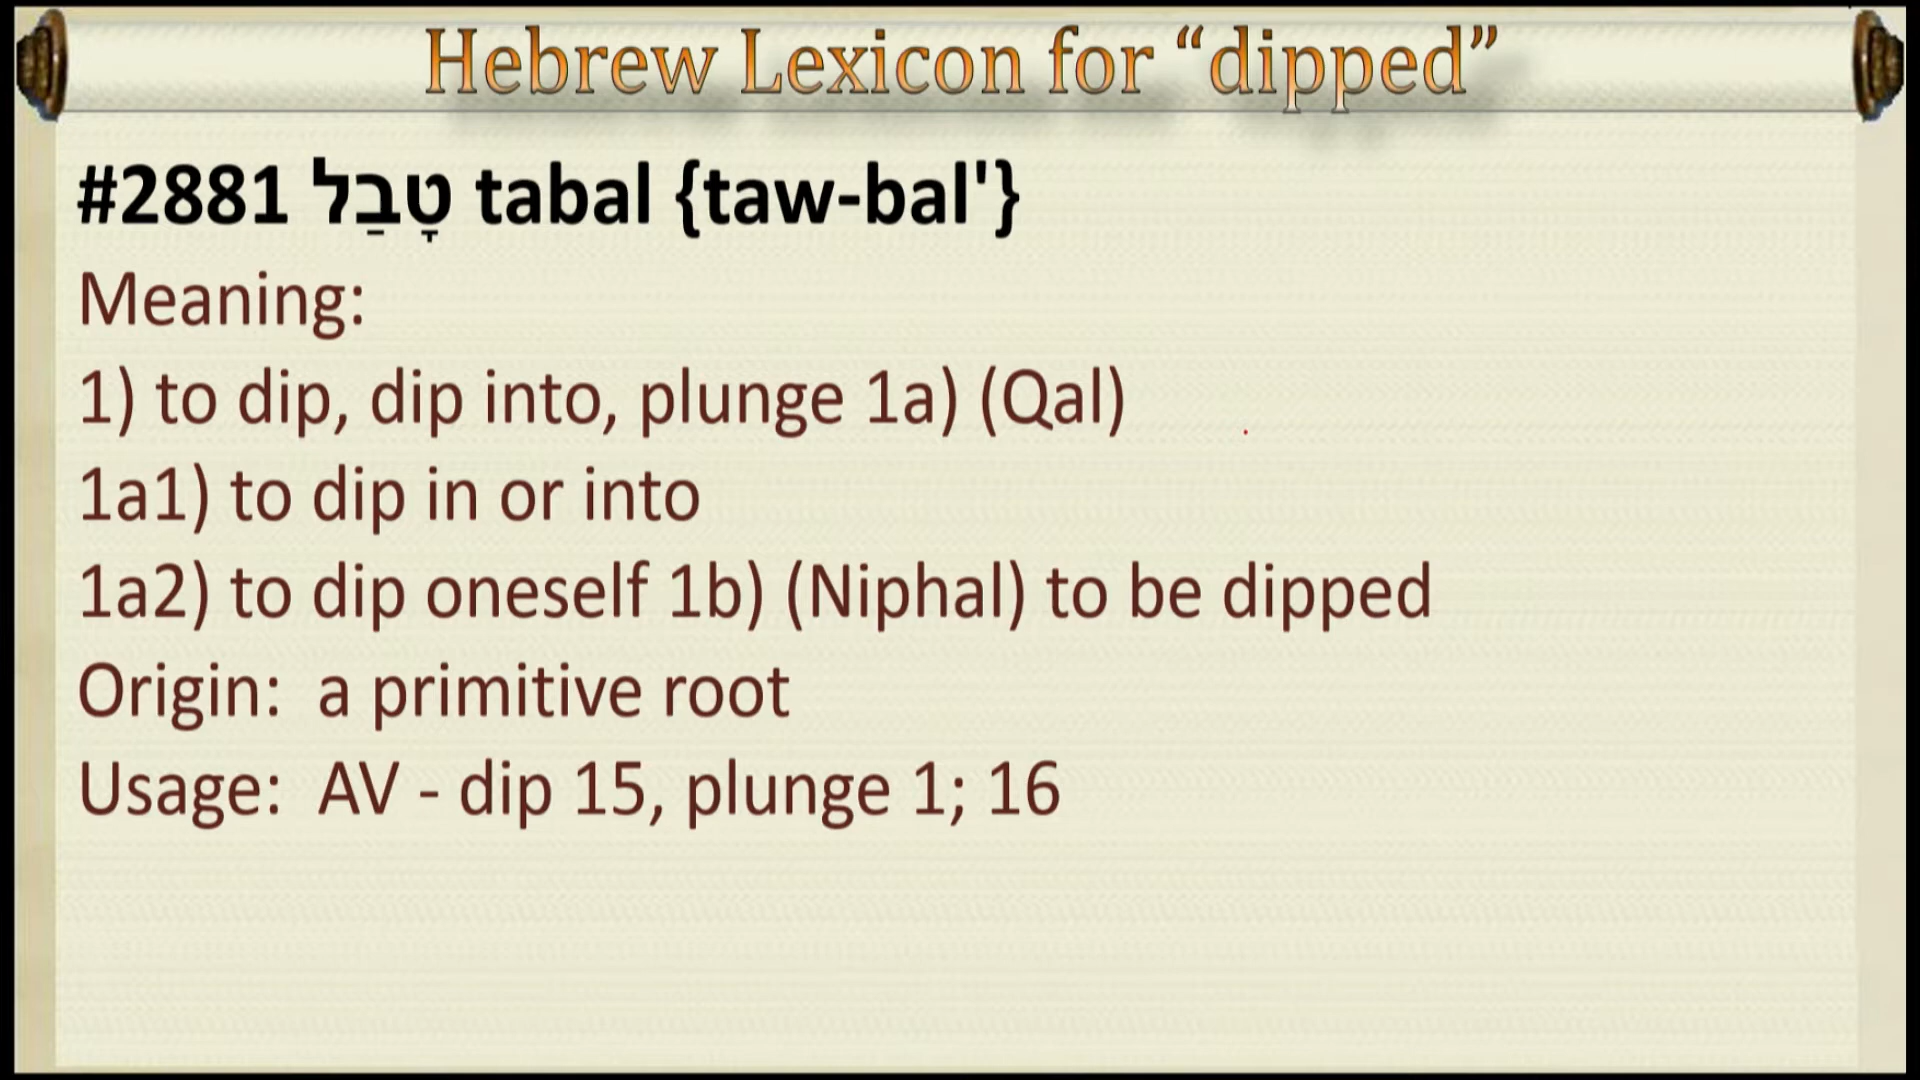 Hebrew Lexicon for “dipped”
#2881 טָבַל tabal {taw-bal'}
Meaning:
1) to dip, dip into, plunge 1a) (Qal)
1a1) to dip in or into
1a2) to dip oneself 1b) (Niphal) to be dipped
Origin:  a primitive root
Usage:  AV - dip 15, plunge 1; 16